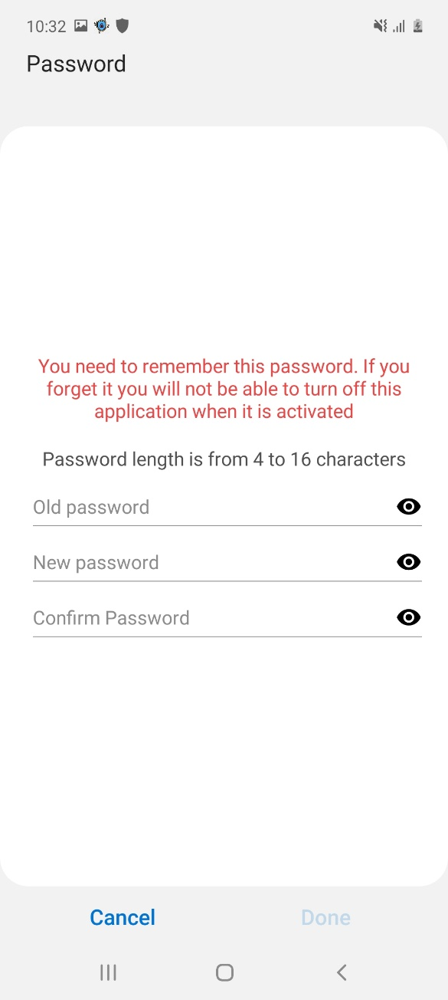 10:32
Password
You need to remember this password. If you
forget it you will not be able to turn off this
application when it is activated
Password length is from 4 to 16 characters
Old password
New password
Confirm Password
Cancel Done